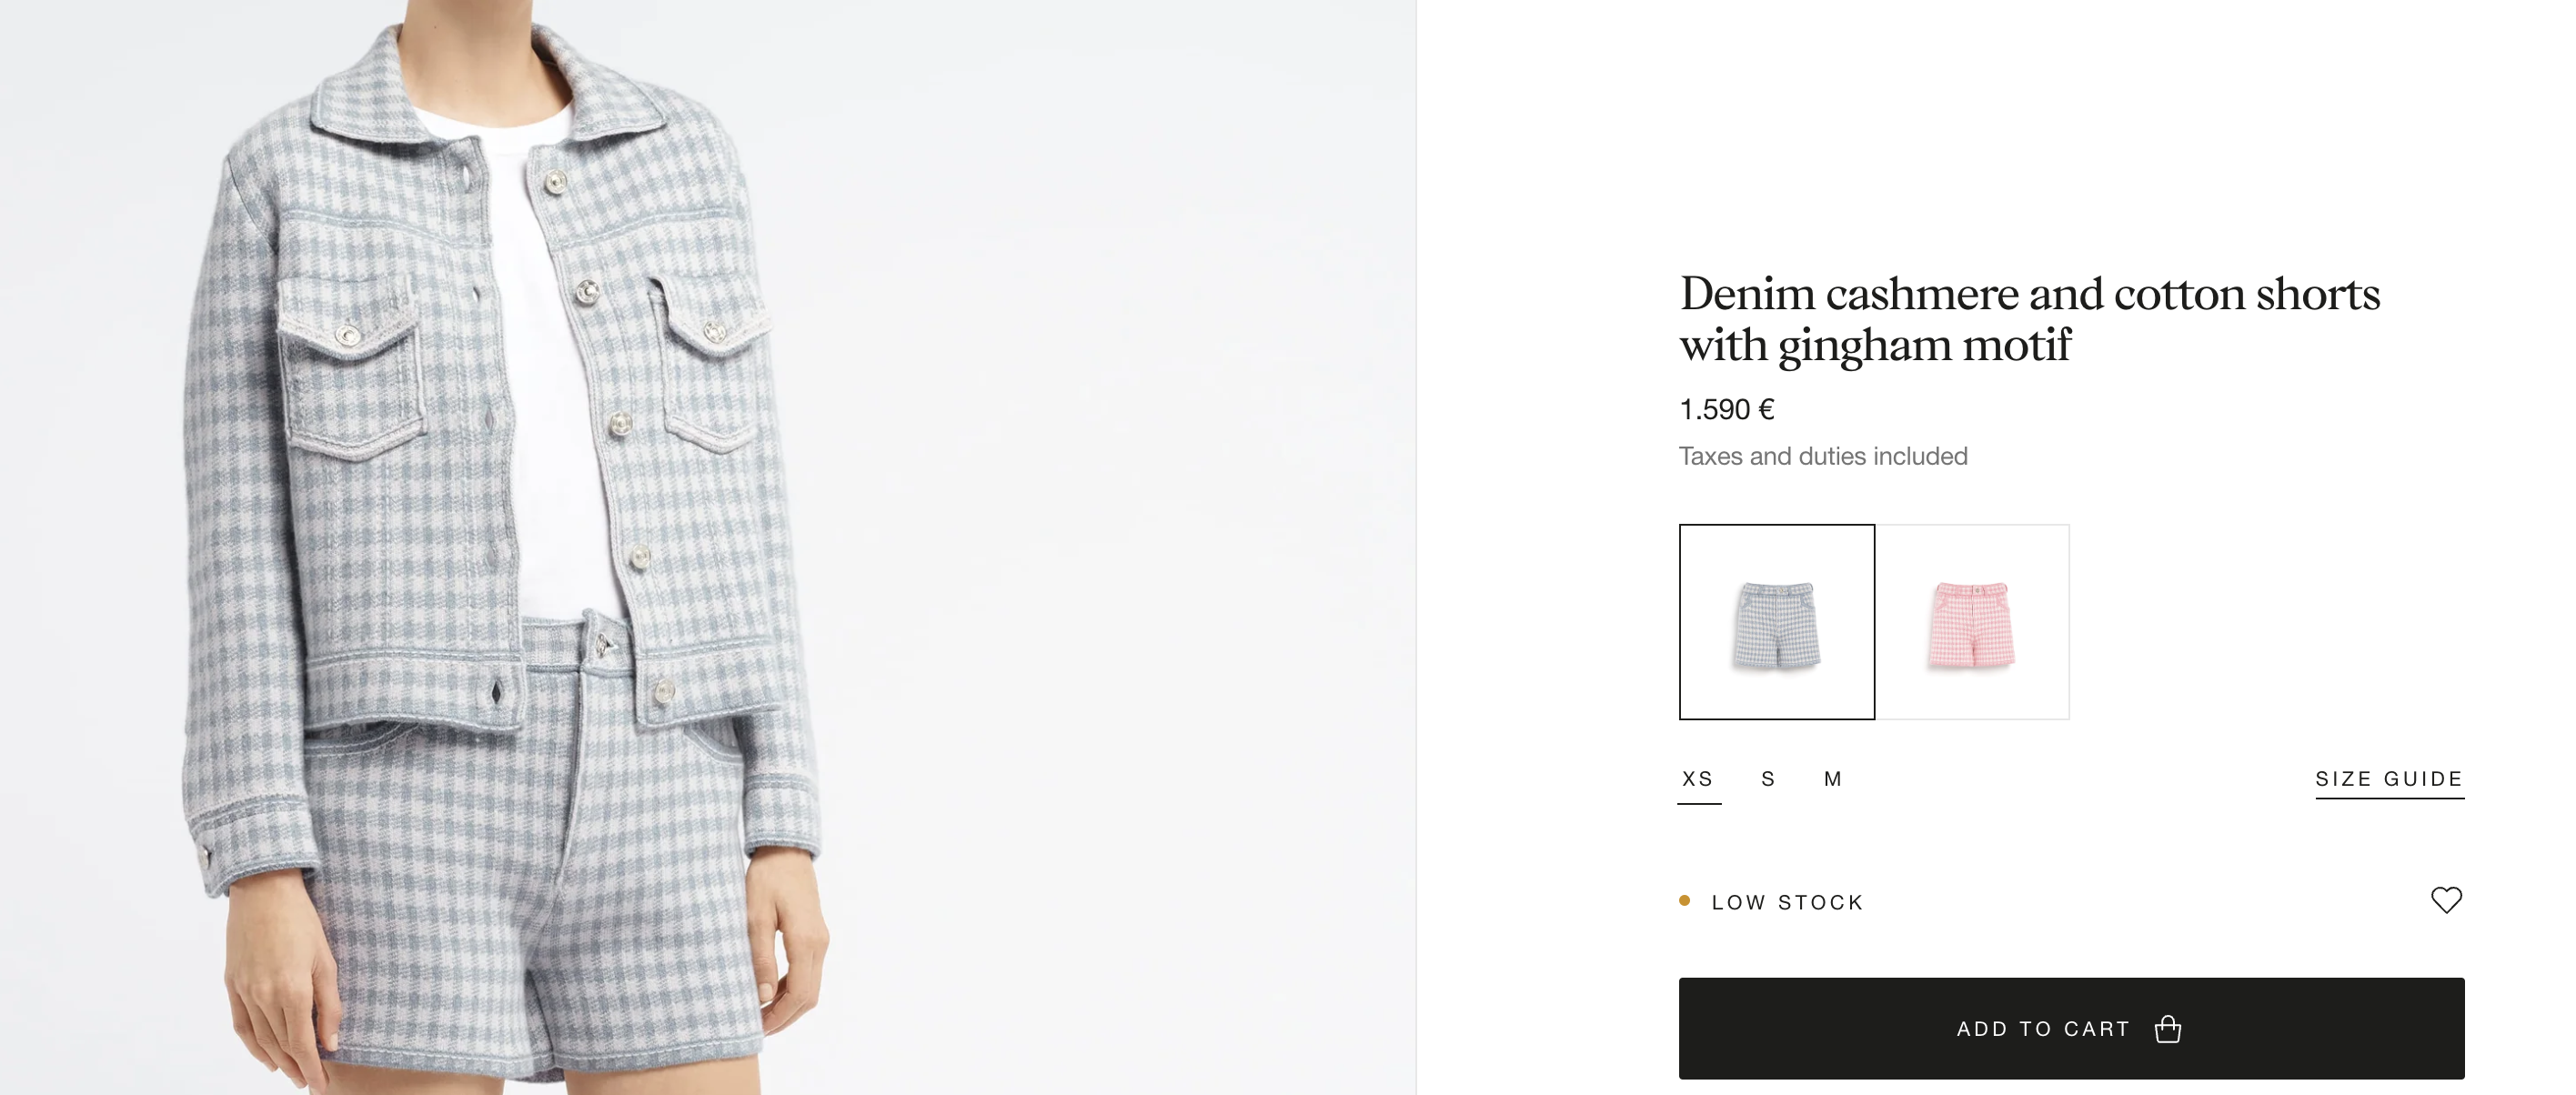 Denim cashmere and cotton shorts
with gingham motif
1.590 €
Taxes and duties included
XS S M SIZE GUIDE
LOW STOCK
ADD TO CART